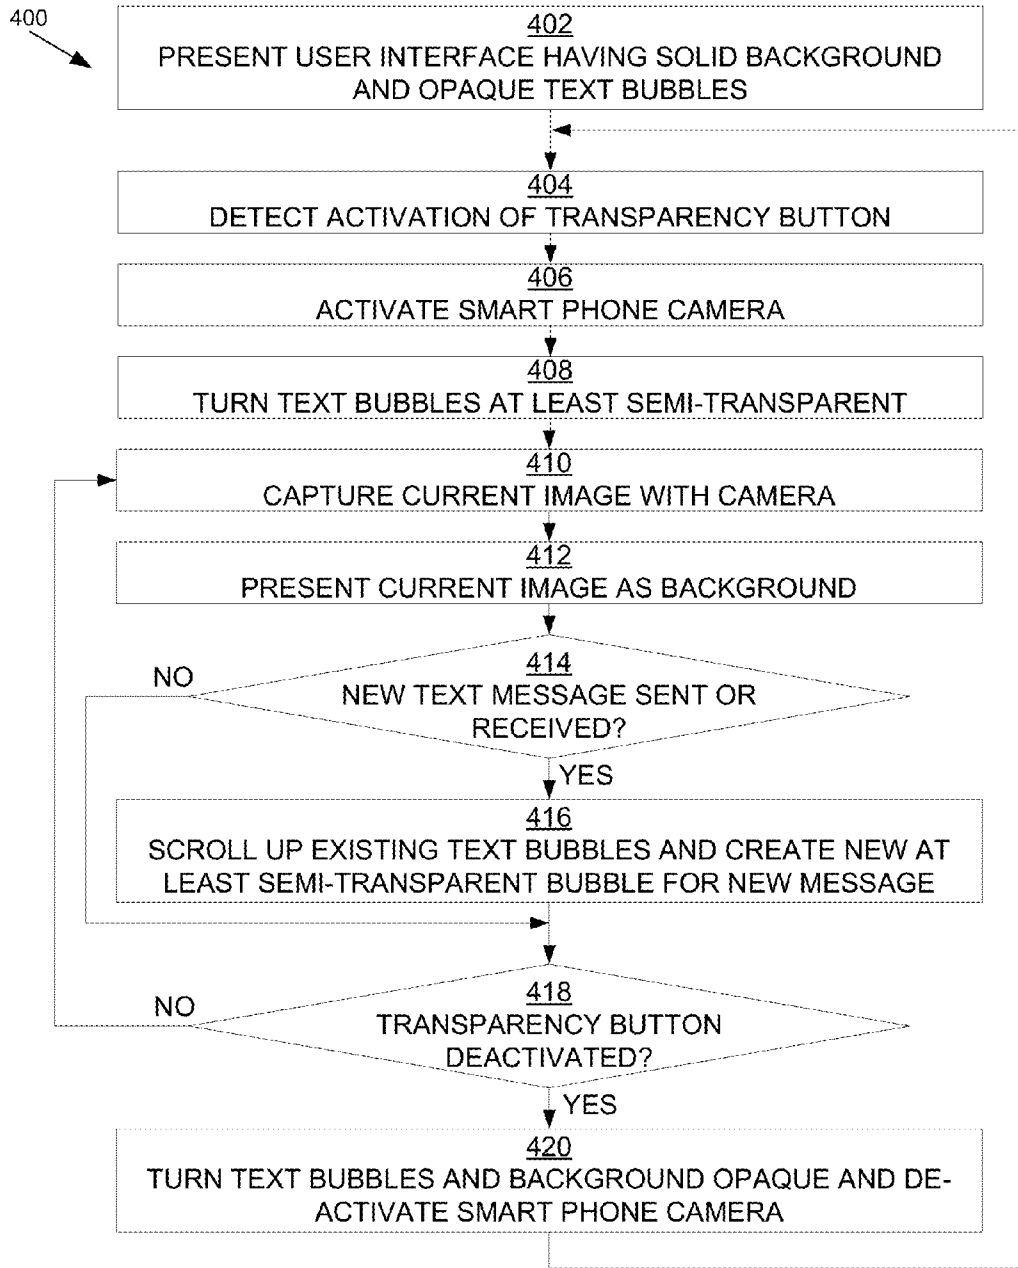 400
402
PRESENT USER INTERFACE HAVING SOLID BACKGROUND
AND OPAQUE TEXT BUBBLES
404
DETECT ACTIVATION OF TRANSPARENCY BUTTON
406
ACTIVATE SMART PHONE CAMERA
408
TURN TEXT BUBBLES AT LEAST SEMI-TRANSPARENT
410
CAPTURE CURRENT IMAGE WITH CAMERA
412
PRESENT CURRENT IMAGE AS BACKGROUND
NO
414
NEW TEXT MESSAGE SENT OR
RECEIVED?
YES
416
SCROLL UP EXISTING TEXT BUBBLES AND CREATE NEW AT
LEAST SEMI-TRANSPARENT BUBBLE FOR NEW MESSAGE
NO
418
TRANSPARENCY BUTTON
DEACTIVATED?
YES
420
TURN TEXT BUBBLES AND BACKGROUND OPAQUE AND DE-
ACTIVATE SMART PHONE CAMERA